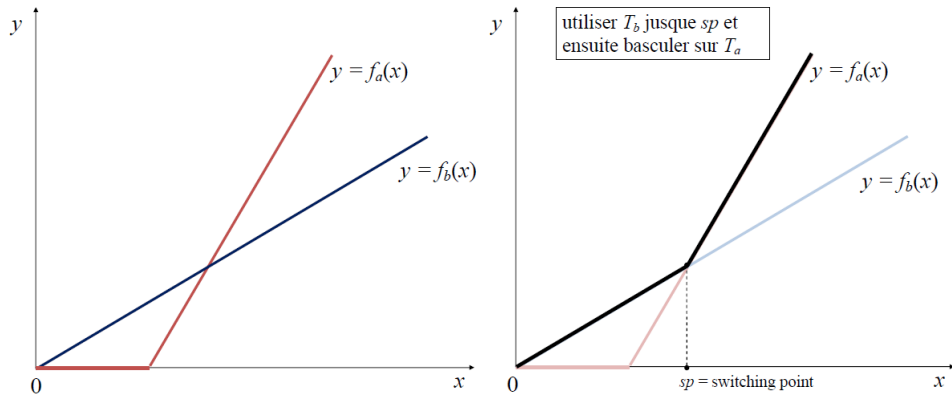 y
y = fa(x)
y = fb(x)
0
x
utiliser Tb jusque sp et
ensuite basculer sur Ta
y
y = fa(x)
y = fb(x)
0
sp = switching point
x